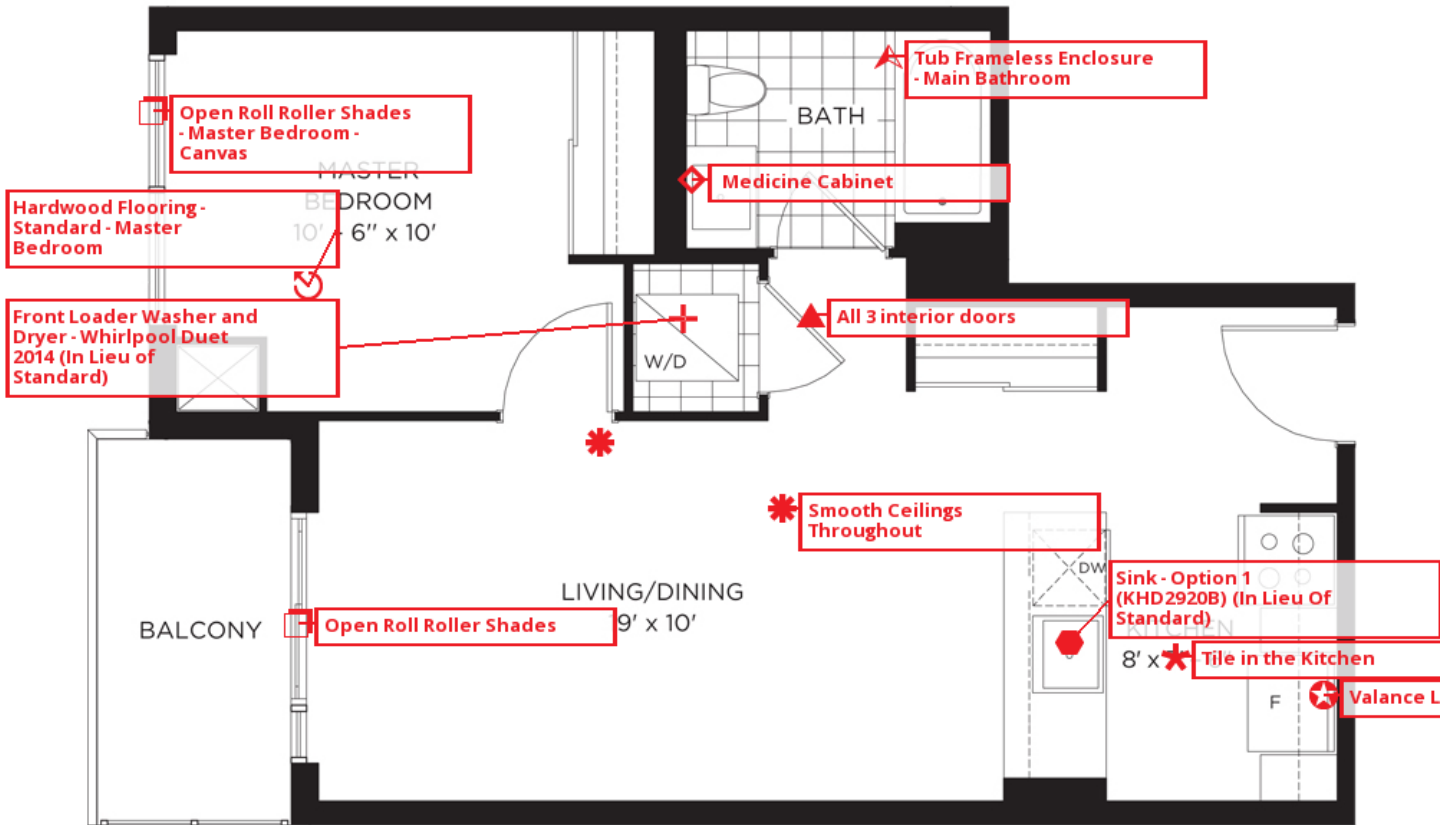 Tub Frameless Enclosure
- Main Bathroom
BATH
Open Roll Roller Shades
- Master Bedroom -
Canvas
MASTER
BEDROOM
10' - 6'' x 10'
Medicine Cabinet
Hardwood Flooring -
Standard - Master
Bedroom
Front Loader Washer and
Dryer - Whirlpool Duet
2014 (In Lieu of
Standard)
All 3 interior doors
W/D
Smooth Ceilings
Throughout
DW
Sink - Option 1
(KHD2920B) (In Lieu Of
Standard)
LIVING/DINING
9' x 10'
BALCONY
Open Roll Roller Shades
KITCHEN
8' x
Tile in the Kitchen
F
Valance L